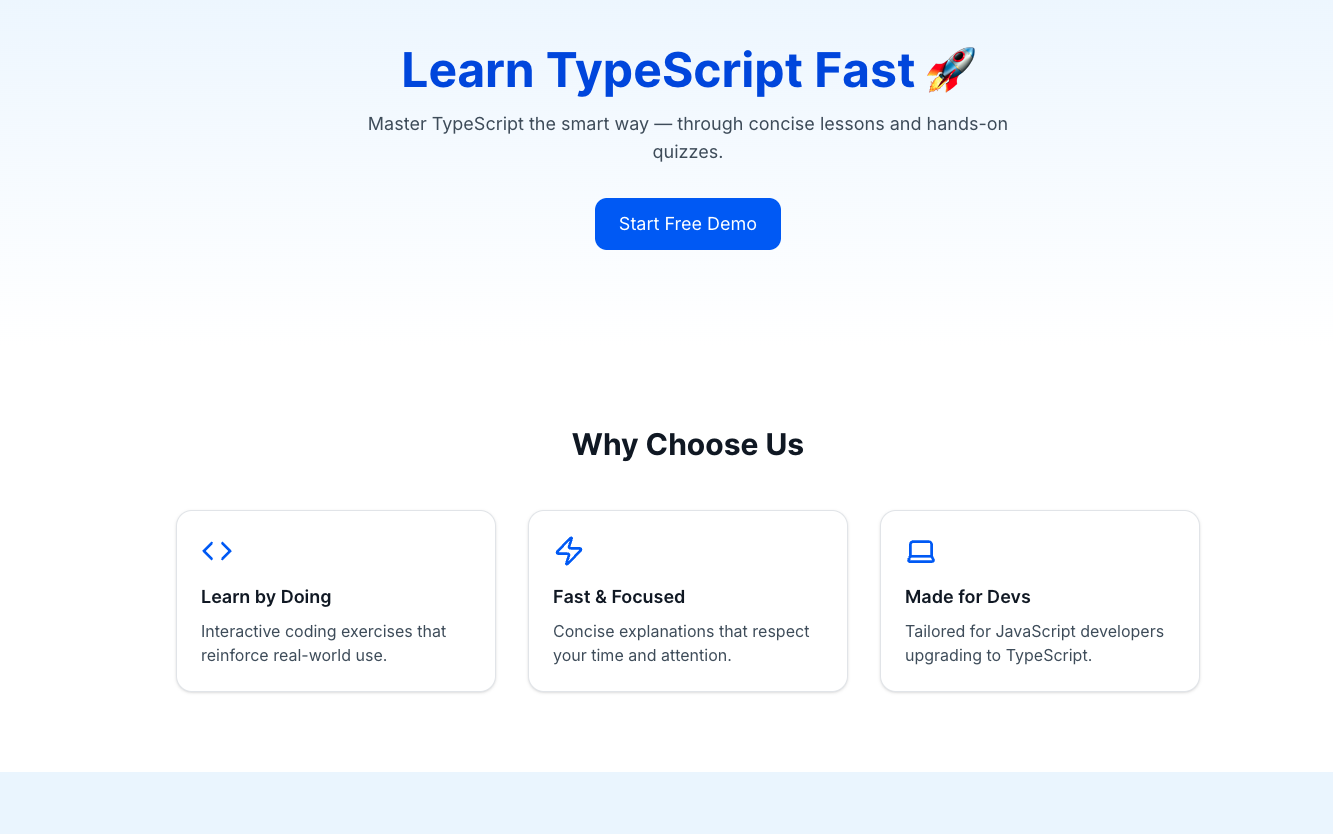 Learn TypeScript Fast 🚀
Master TypeScript the smart way — through concise lessons and hands-on
quizzes.
Start Free Demo
Why Choose Us
Learn by Doing
Interactive coding exercises that
reinforce real-world use.
Fast & Focused
Concise explanations that respect
your time and attention.
Made for Devs
Tailored for JavaScript developers
upgrading to TypeScript.